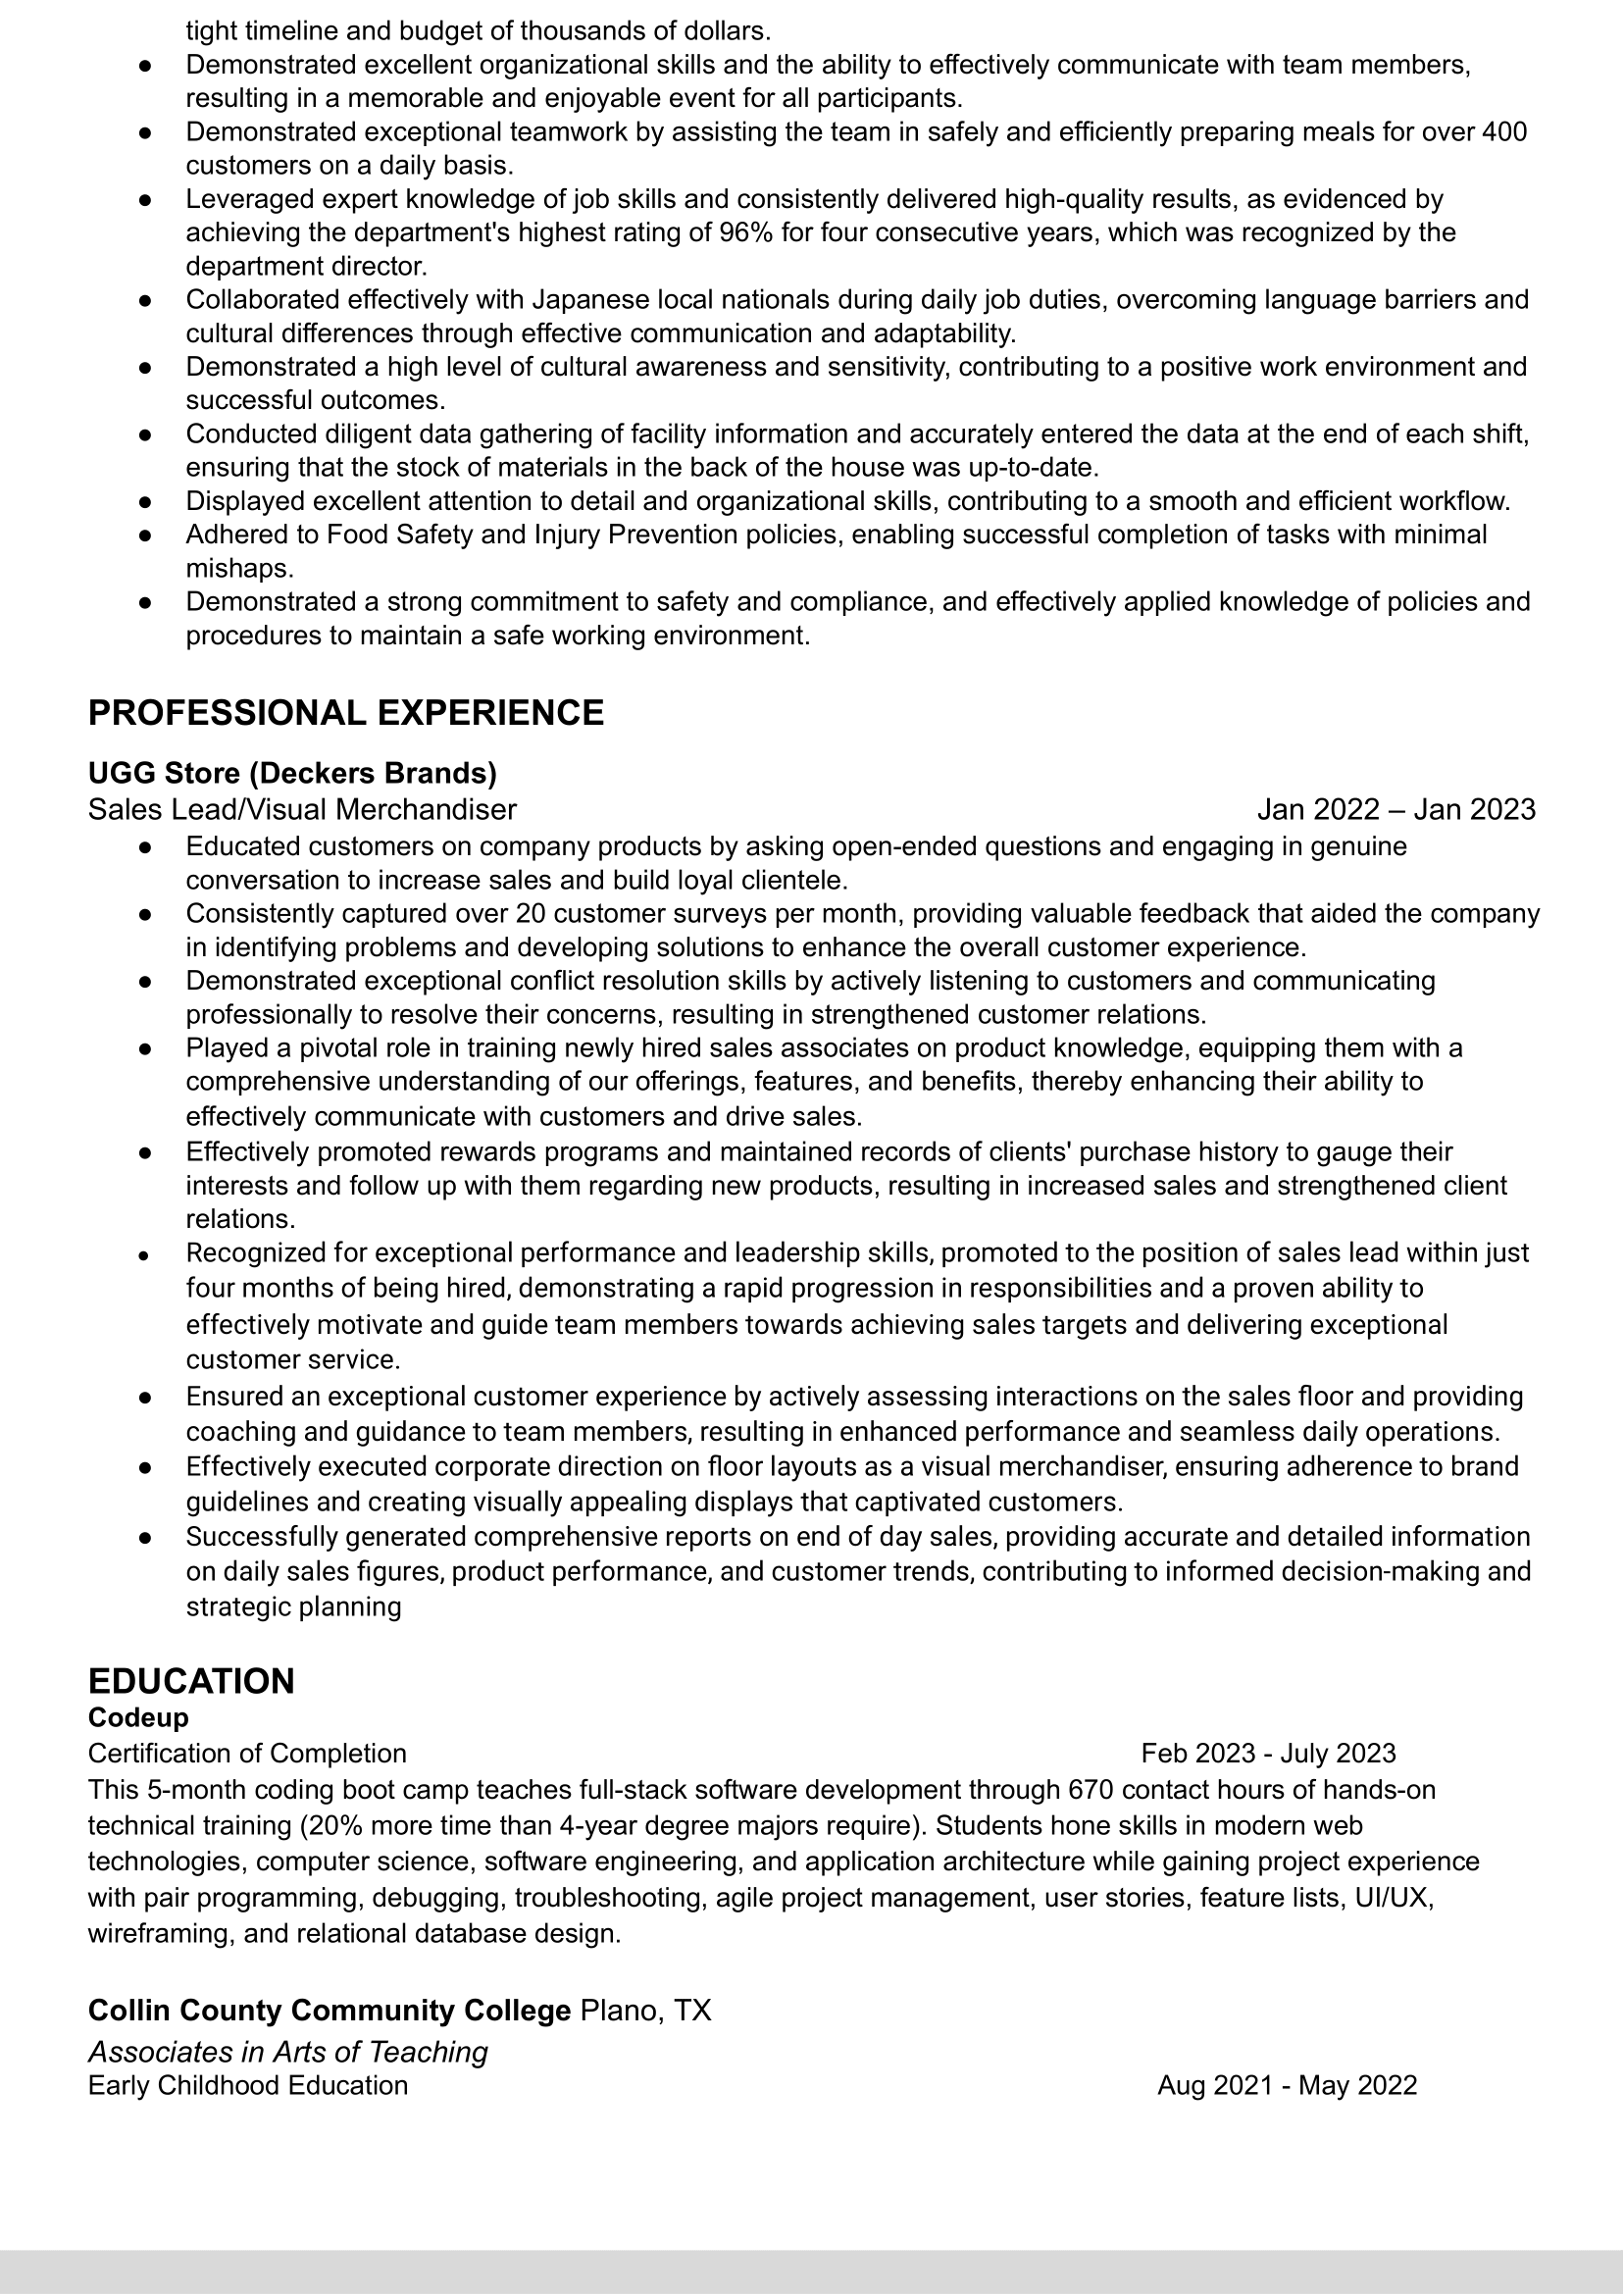 tight timeline and budget of thousands of dollars.
● Demonstrated excellent organizational skills and the ability to effectively communicate with team members,
resulting in a memorable and enjoyable event for all participants.
● Demonstrated exceptional teamwork by assisting the team in safely and efficiently preparing meals for over 400
customers on a daily basis.
● Leveraged expert knowledge of job skills and consistently delivered high-quality results, as evidenced by
achieving the department's highest rating of 96% for four consecutive years, which was recognized by the
department director.
● Collaborated effectively with Japanese local nationals during daily job duties, overcoming language barriers and
cultural differences through effective communication and adaptability.
● Demonstrated a high level of cultural awareness and sensitivity, contributing to a positive work environment and
successful outcomes.
● Conducted diligent data gathering of facility information and accurately entered the data at the end of each shift,
ensuring that the stock of materials in the back of the house was up-to-date.
● Displayed excellent attention to detail and organizational skills, contributing to a smooth and efficient workflow.
● Adhered to Food Safety and Injury Prevention policies, enabling successful completion of tasks with minimal
mishaps.
● Demonstrated a strong commitment to safety and compliance, and effectively applied knowledge of policies and
procedures to maintain a safe working environment.
PROFESSIONAL EXPERIENCE
UGG Store (Deckers Brands)
Sales Lead/Visual Merchandiser Jan 2022 – Jan 2023
● Educated customers on company products by asking open-ended questions and engaging in genuine
conversation to increase sales and build loyal clientele.
● Consistently captured over 20 customer surveys per month, providing valuable feedback that aided the company
in identifying problems and developing solutions to enhance the overall customer experience.
● Demonstrated exceptional conflict resolution skills by actively listening to customers and communicating
professionally to resolve their concerns, resulting in strengthened customer relations.
● Played a pivotal role in training newly hired sales associates on product knowledge, equipping them with a
comprehensive understanding of our offerings, features, and benefits, thereby enhancing their ability to
effectively communicate with customers and drive sales.
● Effectively promoted rewards programs and maintained records of clients' purchase history to gauge their
interests and follow up with them regarding new products, resulting in increased sales and strengthened client
relations.
● Recognized for exceptional performance and leadership skills, promoted to the position of sales lead within just
four months of being hired, demonstrating a rapid progression in responsibilities and a proven ability to
effectively motivate and guide team members towards achieving sales targets and delivering exceptional
customer service.
● Ensured an exceptional customer experience by actively assessing interactions on the sales floor and providing
coaching and guidance to team members, resulting in enhanced performance and seamless daily operations.
● Effectively executed corporate direction on floor layouts as a visual merchandiser, ensuring adherence to brand
guidelines and creating visually appealing displays that captivated customers.
● Successfully generated comprehensive reports on end of day sales, providing accurate and detailed information
on daily sales figures, product performance, and customer trends, contributing to informed decision-making and
strategic planning
EDUCATION
Codeup
Certification of Completion Feb 2023 - July 2023
This 5-month coding boot camp teaches full-stack software development through 670 contact hours of hands-on
technical training (20% more time than 4-year degree majors require). Students hone skills in modern web
technologies, computer science, software engineering, and application architecture while gaining project experience
with pair programming, debugging, troubleshooting, agile project management, user stories, feature lists, UI/UX,
wireframing, and relational database design.
Collin County Community College Plano, TX
Associates in Arts of Teaching
Early Childhood Education Aug 2021 - May 2022